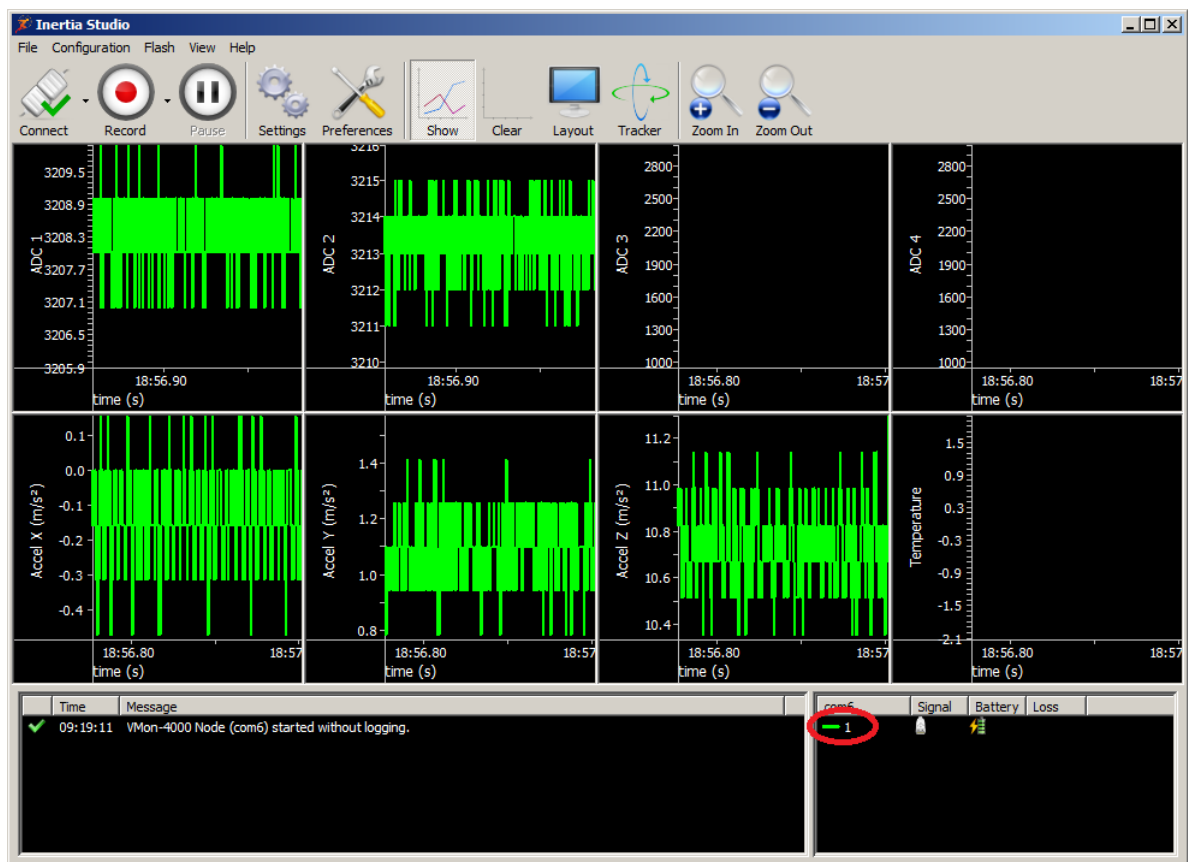 Inertia Studio
File Configuration Flash View Help
Connect Record Pause Settings Preferences Show Clear Layout Tracker Zoom In Zoom Out
ADC 1
3209.5
3208.9
3208.3
3207.7
3207.1
3206.5
3205.9
18:56.90
time (s)
ADC 2
3216
3215
3214
3213
3212
3211
3210
18:56.90
time (s)
ADC 3
2800
2500
2200
1900
1600
1300
1000
18:56.80 18:57
time (s)
ADC 4
2800
2500
2200
1900
1600
1300
1000
18:56.80 18:57
time (s)
Accel X (m/s²)
0.1
0.0
-0.1
-0.2
-0.3
-0.4
18:56.80 18:57
time (s)
Accel Y (m/s²)
1.4
1.2
1.0
0.8
18:56.80 18:57
time (s)
Accel Z (m/s²)
11.2
11.0
10.8
10.6
10.4
18:56.80 18:57
time (s)
Temperature
1.5
0.9
0.3
-0.3
-0.9
-1.5
-2.1
18:56.80 18:57
time (s)
Time Message
09:19:11 VMon-4000 Node (com6) started without logging.
com6 Signal Battery Loss
1